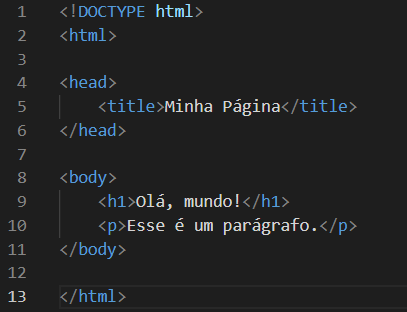 1 <!DOCTYPE html>
2 <html>
3
4 <head>
5     <title>Minha Página</title>
6 </head>
7
8 <body>
9     <h1>Olá, mundo!</h1>
10     <p>Esse é um parágrafo.</p>
11 </body>
12
13 </html>